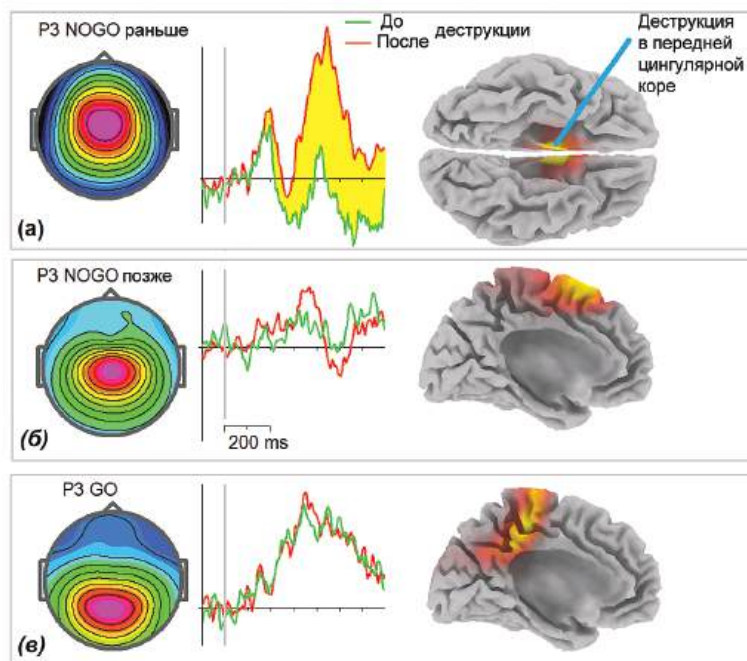 P3 NOGO раньше
До
После
деструкции
Деструкция
в передней
цингулярной
коре
(а)
P3 NOGO позже
(б)
200 ms
P3 GO
(в)